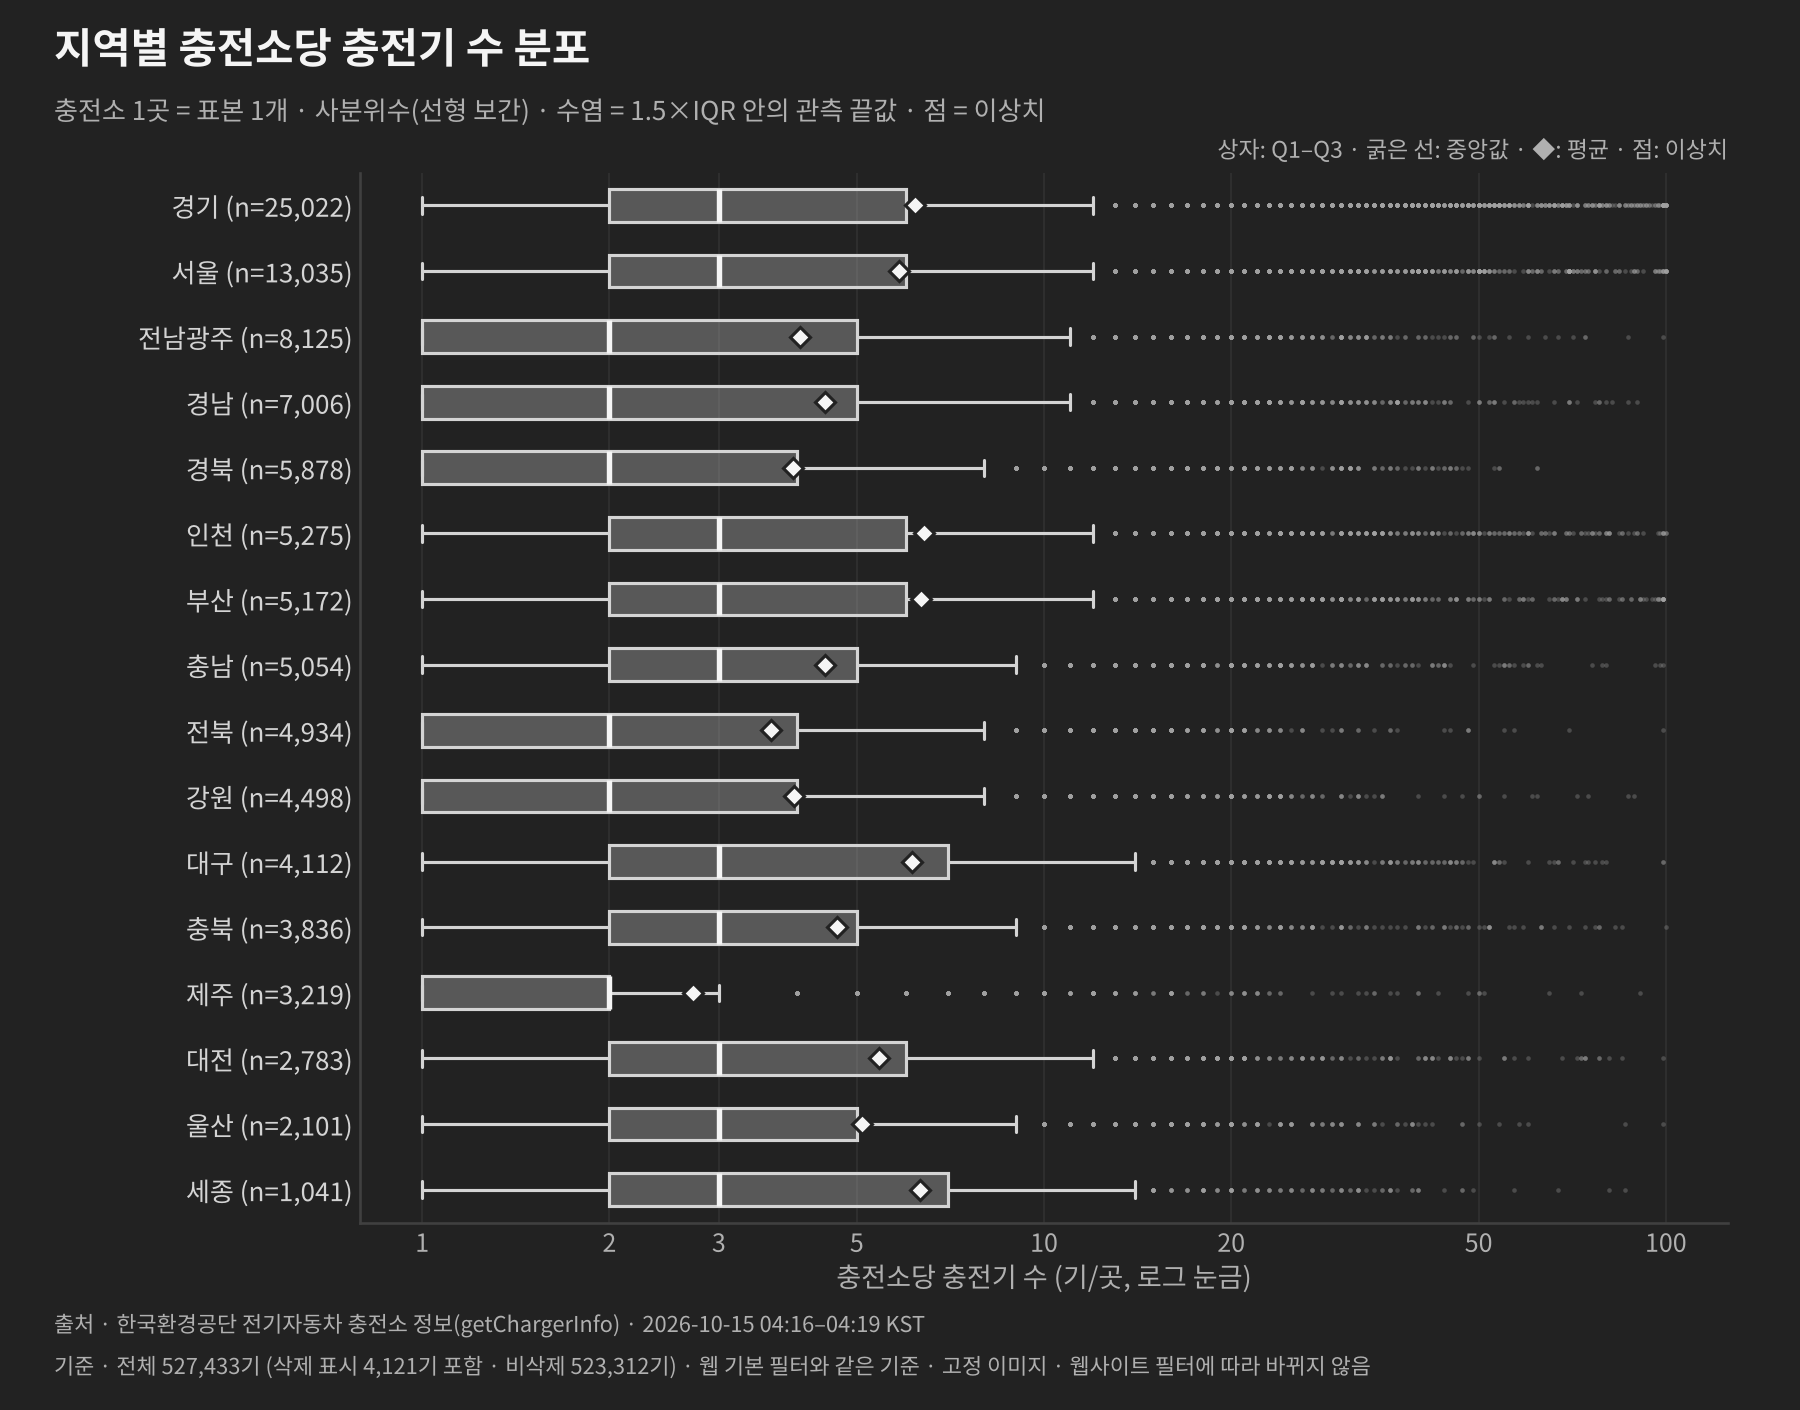 지역별 충전소당 충전기 수 분포
충전소 1곳 = 표본 1개 · 사분위수(선형 보간) · 수염 = 1.5×IQR 안의 관측 끝값 · 점 = 이상치
상자: Q1–Q3 · 굵은 선: 중앙값 · ◆: 평균 · 점: 이상치
경기 (n=25,022)
서울 (n=13,035)
전남광주 (n=8,125)
경남 (n=7,006)
경북 (n=5,878)
인천 (n=5,275)
부산 (n=5,172)
충남 (n=5,054)
전북 (n=4,934)
강원 (n=4,498)
대구 (n=4,112)
충북 (n=3,836)
제주 (n=3,219)
대전 (n=2,783)
울산 (n=2,101)
세종 (n=1,041)
1 2 3 5 10 20 50 100
충전소당 충전기 수 (기/곳, 로그 눈금)
출처 · 한국환경공단 전기자동차 충전소 정보(getChargerInfo) · 2026-10-15 04:16–04:19 KST
기준 · 전체 527,433기 (삭제 표시 4,121기 포함 · 비삭제 523,312기) · 웹 기본 필터와 같은 기준 · 고정 이미지 · 웹사이트 필터에 따라 바뀌지 않음